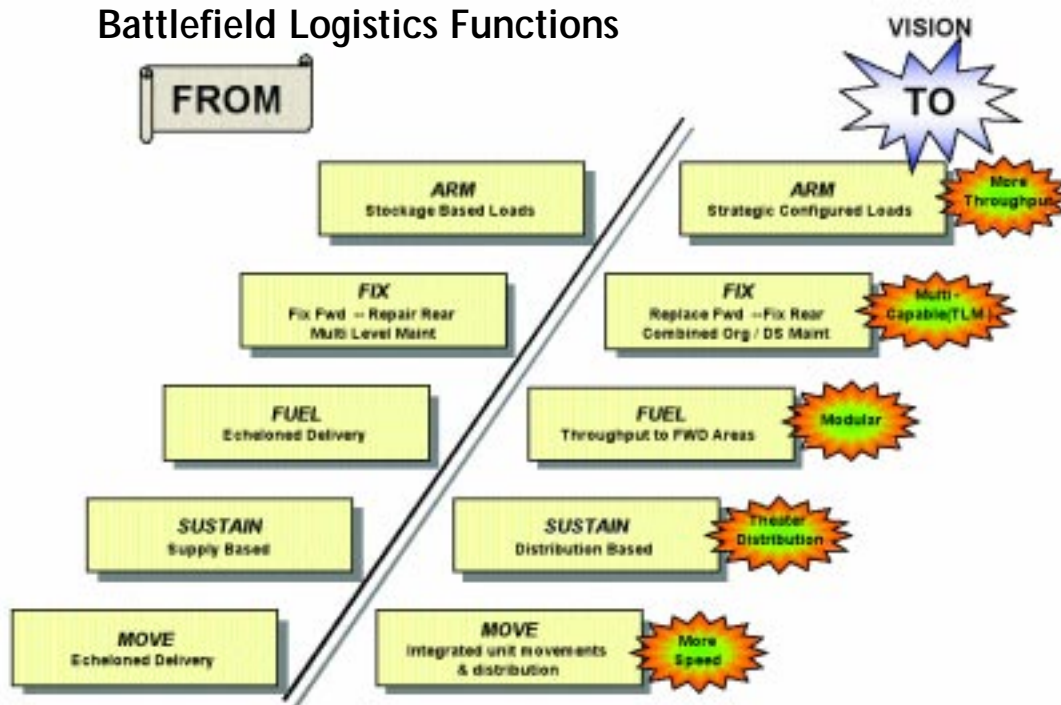 Battlefield Logistics Functions
VISION
FROM
TO
ARM
Stockage Based Loads
ARM
Strategic Configured Loads
More
Throughput
FIX
Fix Fwd -- Repair Rear
Multi Level Maint
FIX
Replace Fwd --Fix Rear
Combined Org / DS Maint
Multi-
Capable(TLM)
FUEL
Echeloned Delivery
FUEL
Throughput to FWD Areas
Modular
SUSTAIN
Supply Based
SUSTAIN
Distribution Based
Theater
Distribution
MOVE
Echeloned Delivery
MOVE
Integrated unit movements
& distribution
More
Speed